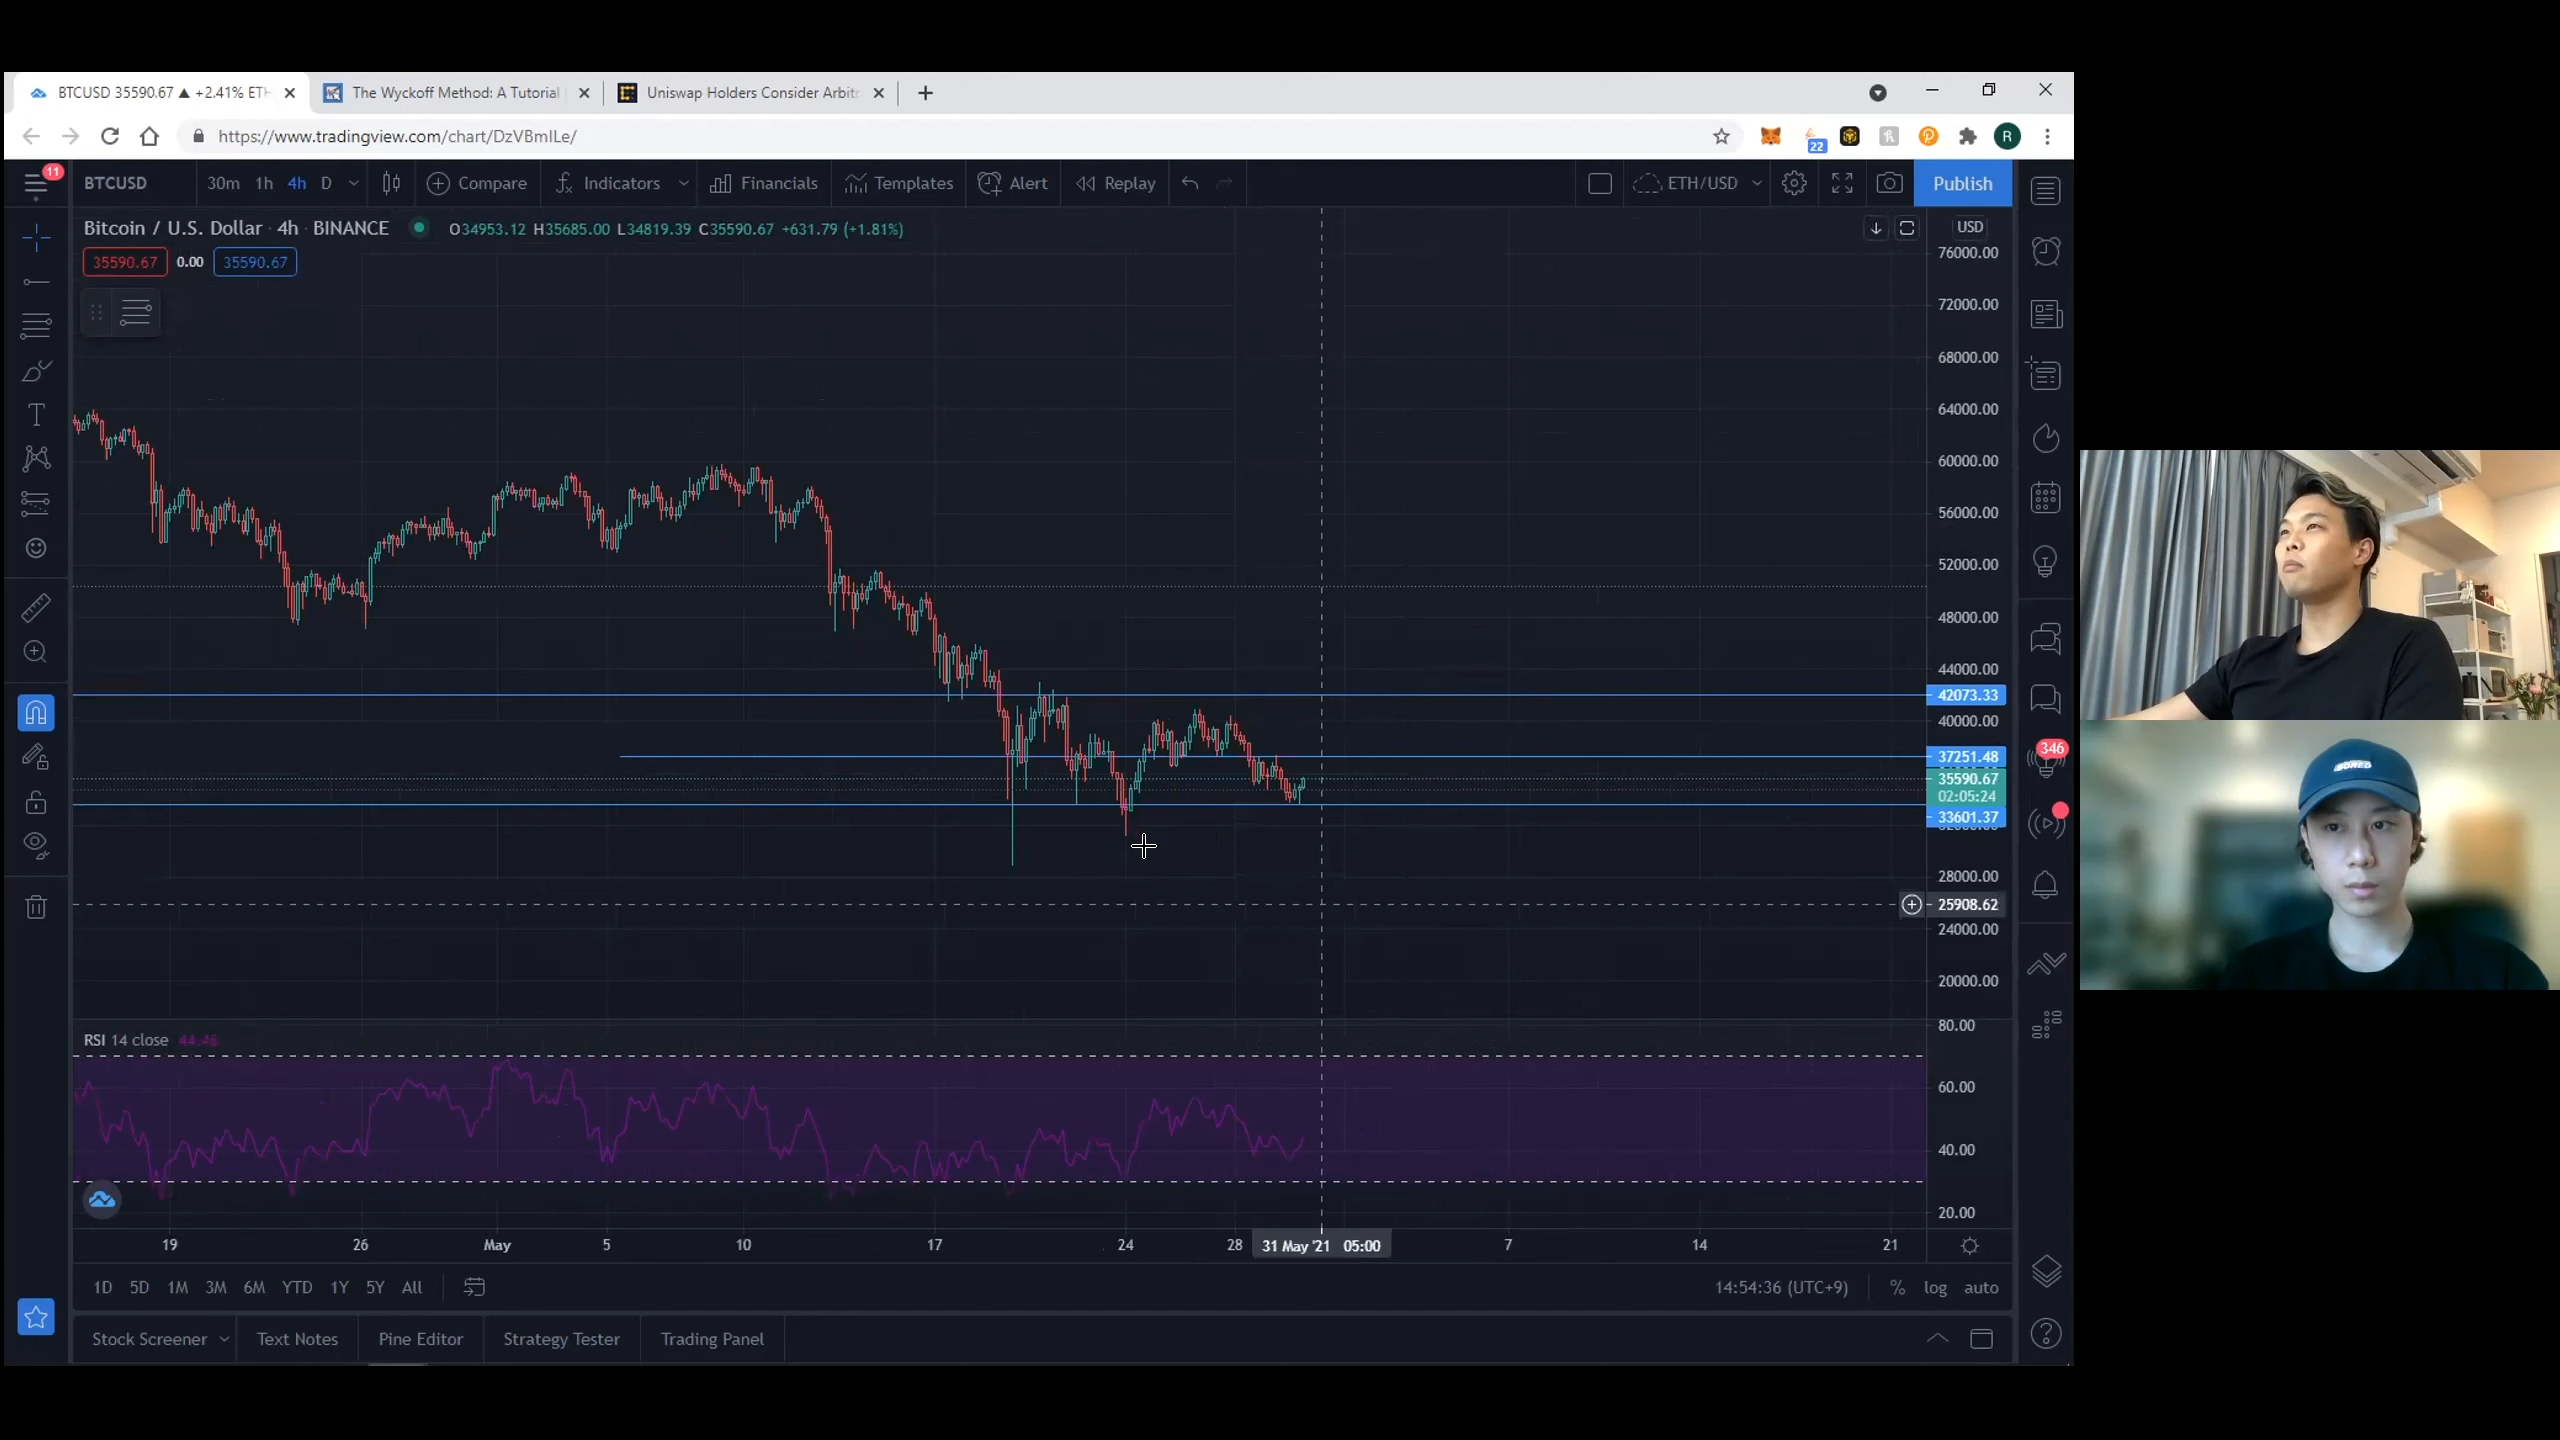 BTCUSD 35590.67 ▲ +2.41% ETH
The Wyckoff Method: A Tutorial
Uniswap Holders Consider Arbitr
https://www.tradingview.com/chart/DzVBmILe/
22
R
11
BTCUSD 30m 1h 4h D Compare Indicators Financials Templates Alert Replay ETH/USD Publish
Bitcoin / U.S. Dollar · 4h · BINANCE O34953.12 H35685.00 L34819.39 C35590.67 +631.79 (+1.81%)
35590.67 0.00 35590.67
USD
76000.00
72000.00
68000.00
64000.00
60000.00
56000.00
52000.00
48000.00
44000.00
42073.33
40000.00
37251.48
35590.67
02:05:24
33601.37
28000.00
25908.62
24000.00
20000.00
346
RSI 14 close 44.46
80.00
60.00
40.00
20.00
19 26 May 5 10 17 24 28 31 May '21 05:00 7 14 21
1D 5D 1M 3M 6M YTD 1Y 5Y All 14:54:36 (UTC+9) % log auto
Stock Screener Text Notes Pine Editor Strategy Tester Trading Panel